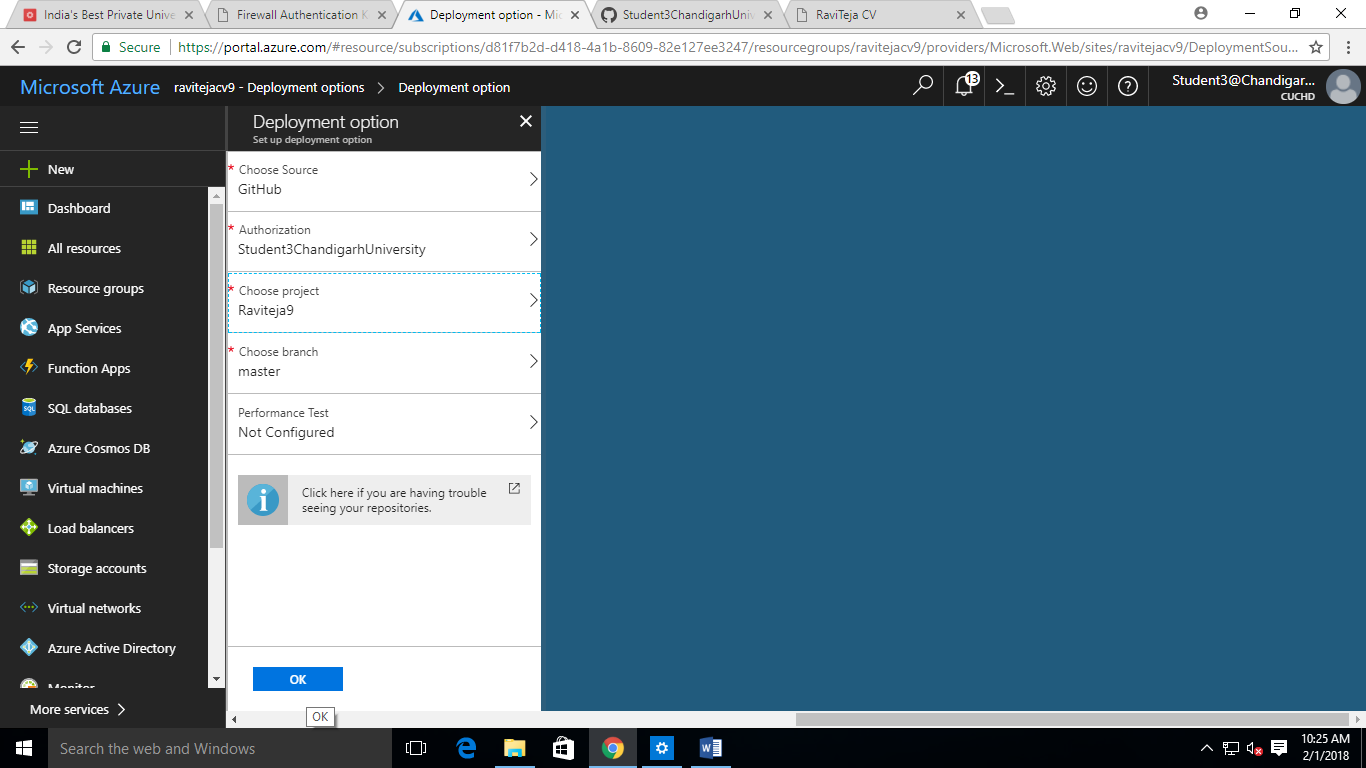 India's Best Private Unive
Firewall Authentication K
Deployment option - Mic
Student3ChandigarhUniv
RaviTeja CV
Secure
https://portal.azure.com/#resource/subscriptions/d81f7b2d-d418-4a1b-8609-82e127ee3247/resourcegroups/ravitejacv9/providers/Microsoft.Web/sites/ravitejacv9/DeploymentSou...
Microsoft Azure
ravitejacv9 - Deployment options
Deployment option
13
Student3@Chandigar...
CUCHD
New
Dashboard
All resources
Resource groups
App Services
Function Apps
SQL databases
Azure Cosmos DB
Virtual machines
Load balancers
Storage accounts
Virtual networks
Azure Active Directory
Monitor
More services
Deployment option
Set up deployment option
* Choose Source
GitHub
* Authorization
Student3ChandigarhUniversity
* Choose project
Raviteja9
* Choose branch
master
Performance Test
Not Configured
Click here if you are having trouble
seeing your repositories.
OK
OK
Search the web and Windows
10:25 AM
2/1/2018